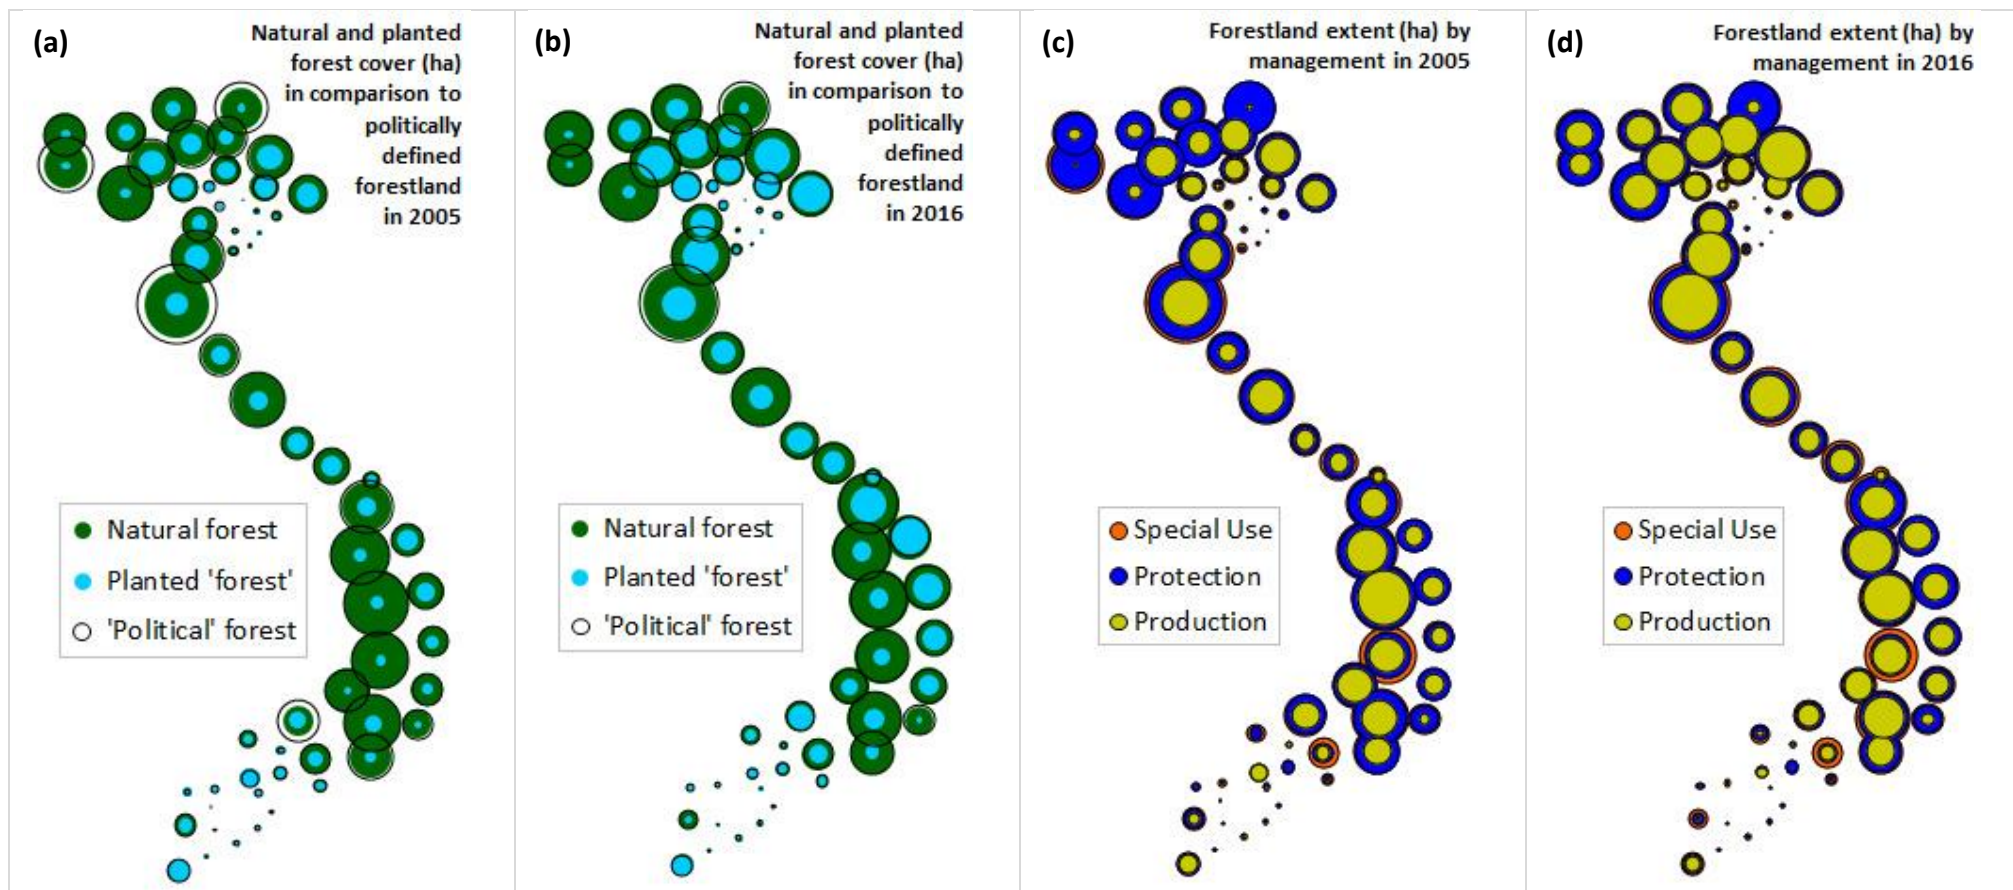 (a)
Natural and planted
forest cover (ha)
in comparison to
politically
defined
forestland
in 2005
Natural forest
Planted 'forest'
'Political' forest
(b)
Natural and planted
forest cover (ha)
in comparison to
politically
defined
forestland
in 2016
Natural forest
Planted 'forest'
'Political' forest
(c)
Forestland extent (ha) by
management in 2005
Special Use
Protection
Production
(d)
Forestland extent (ha) by
management in 2016
Special Use
Protection
Production